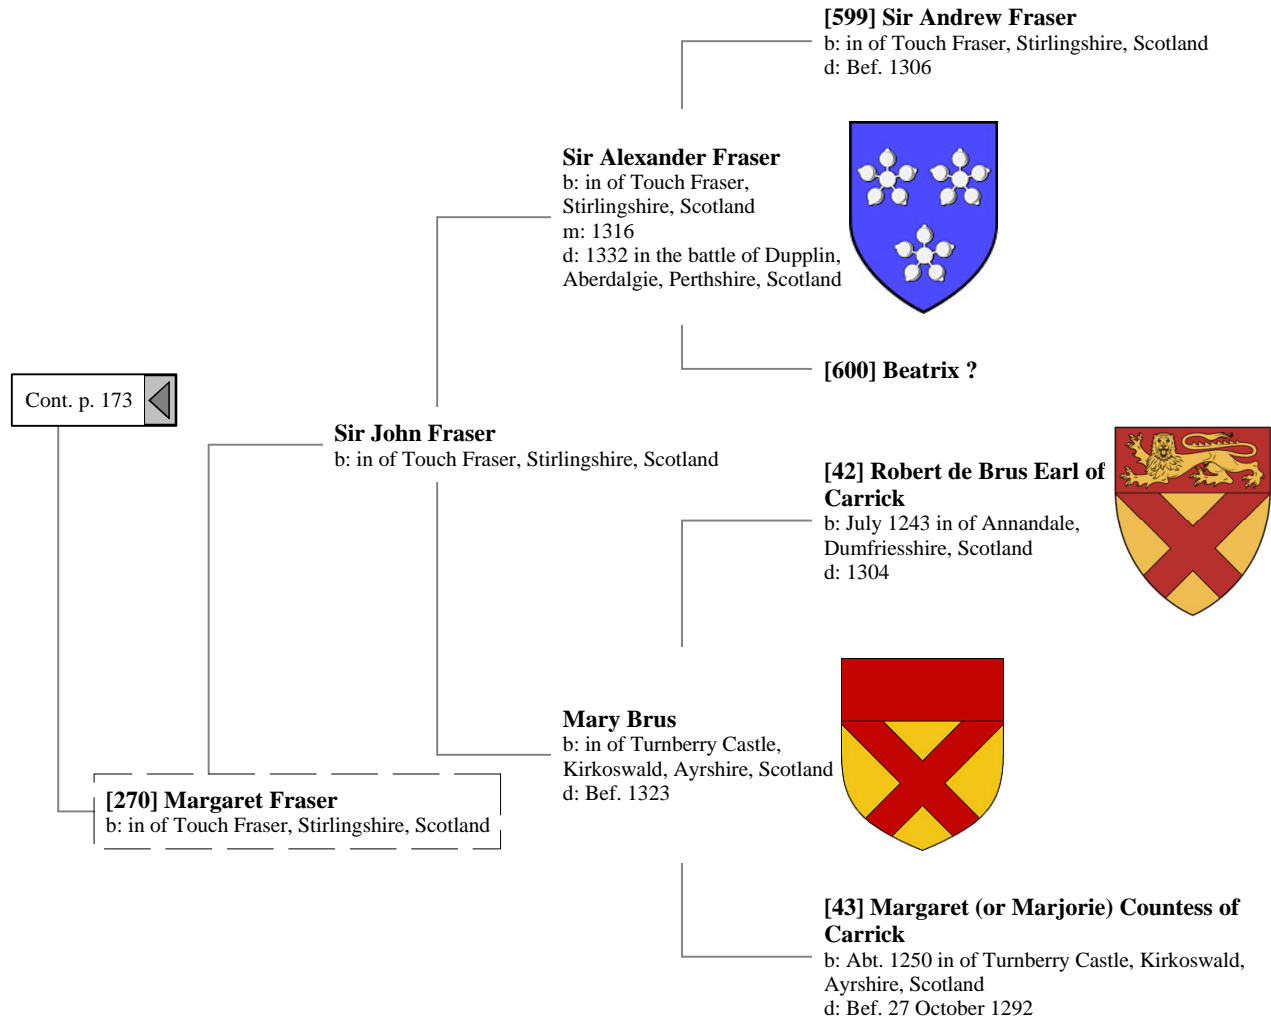 [599] Sir Andrew Fraser
b: in of Touch Fraser, Stirlingshire, Scotland
d: Bef. 1306
Sir Alexander Fraser
b: in of Touch Fraser,
Stirlingshire, Scotland
m: 1316
d: 1332 in the battle of Dupplin,
Aberdalgie, Perthshire, Scotland
[600] Beatrix ?
Cont. p. 173
Sir John Fraser
b: in of Touch Fraser, Stirlingshire, Scotland
[42] Robert de Brus Earl of
Carrick
b: July 1243 in of Annandale,
Dumfriesshire, Scotland
d: 1304
Mary Brus
b: in of Turnberry Castle,
Kirkoswald, Ayrshire, Scotland
d: Bef. 1323
[270] Margaret Fraser
b: in of Touch Fraser, Stirlingshire, Scotland
[43] Margaret (or Marjorie) Countess of
Carrick
b: Abt. 1250 in of Turnberry Castle, Kirkoswald,
Ayrshire, Scotland
d: Bef. 27 October 1292